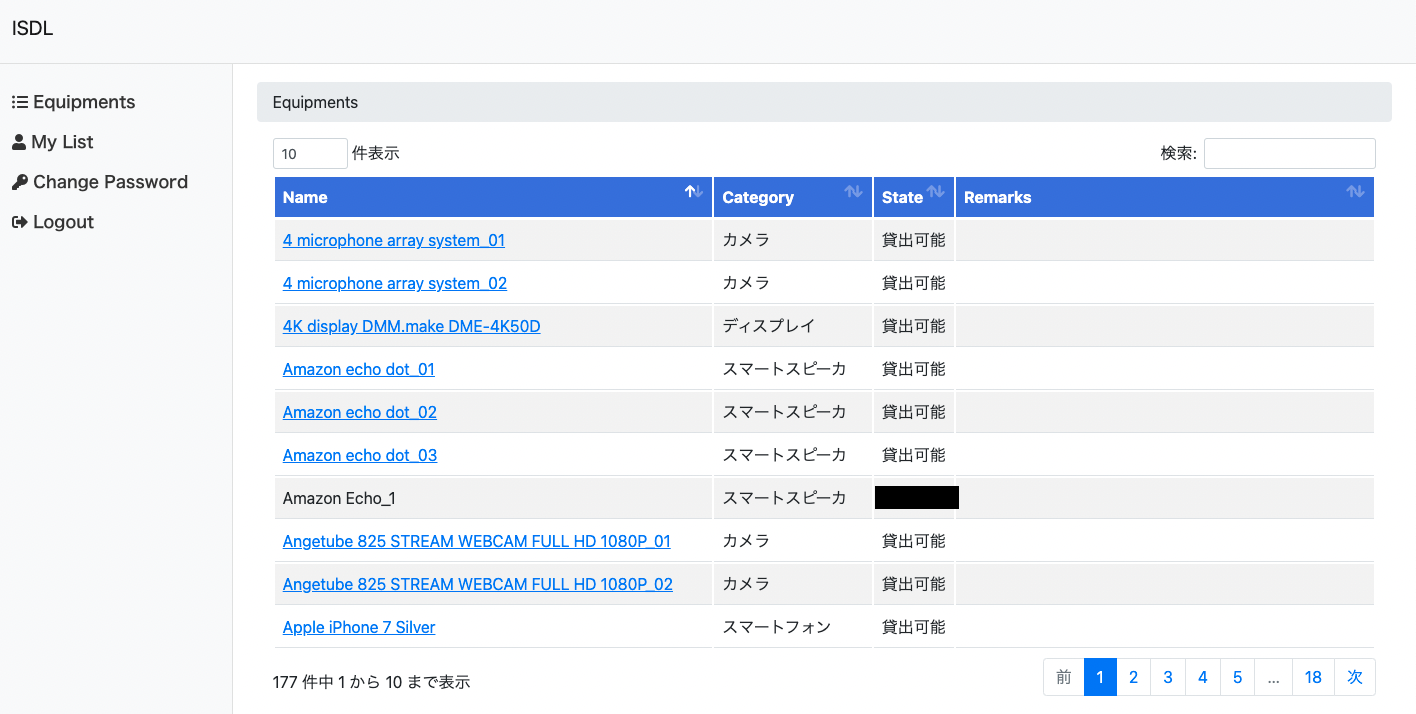 ISDL
Equipments
My List
Change Password
Logout
Equipments
10 件表示 検索:
Name Category State Remarks
4 microphone array system_01 カメラ 貸出可能
4 microphone array system_02 カメラ 貸出可能
4K display DMM.make DME-4K50D ディスプレイ 貸出可能
Amazon echo dot_01 スマートスピーカ 貸出可能
Amazon echo dot_02 スマートスピーカ 貸出可能
Amazon echo dot_03 スマートスピーカ 貸出可能
Amazon Echo_1 スマートスピーカ
Angetube 825 STREAM WEBCAM FULL HD 1080P_01 カメラ 貸出可能
Angetube 825 STREAM WEBCAM FULL HD 1080P_02 カメラ 貸出可能
Apple iPhone 7 Silver スマートフォン 貸出可能
177 件中 1 から 10 まで表示 前 1 2 3 4 5 ... 18 次